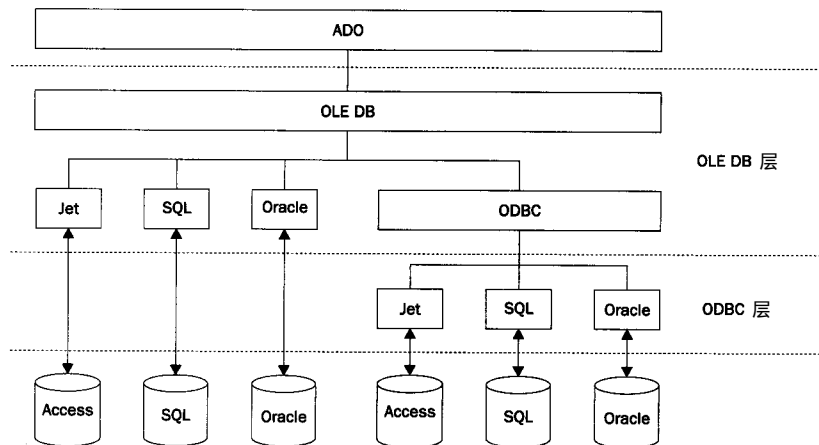 ADO
OLE DB
OLE DB 层
Jet
SQL
Oracle
ODBC
Jet
SQL
Oracle
ODBC 层
Access
SQL
Oracle
Access
SQL
Oracle